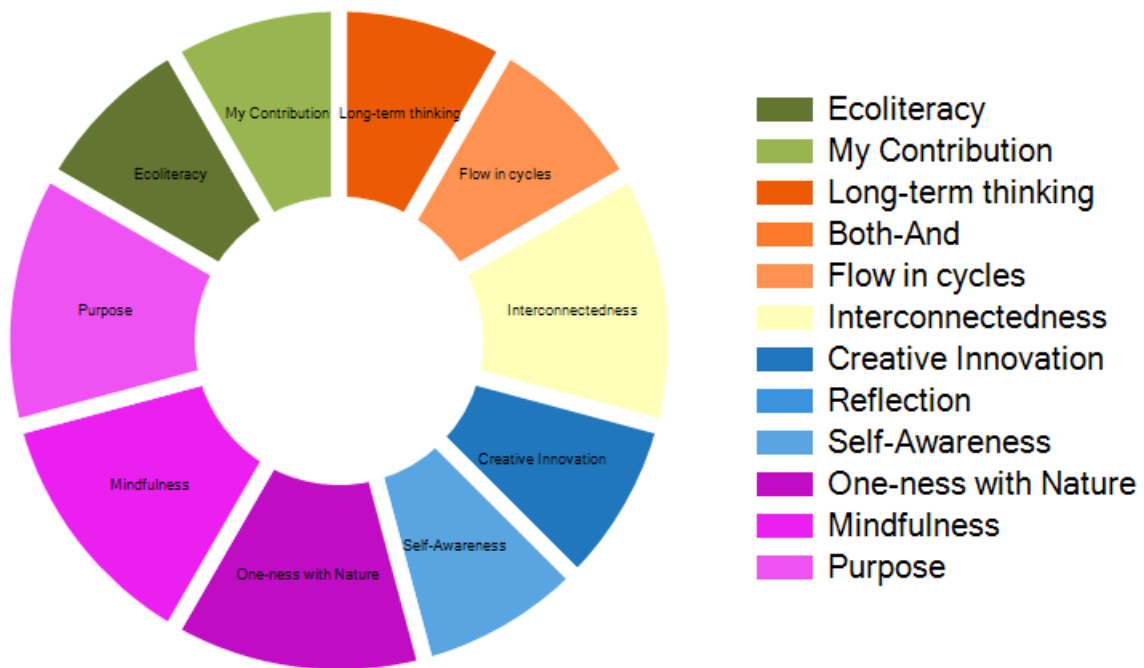 My Contribution
Long-term thinking
Ecoliteracy
Flow in cycles
Purpose
Interconnectedness
Mindfulness
Creative Innovation
Self-Awareness
One-ness with Nature
Ecoliteracy
My Contribution
Long-term thinking
Both-And
Flow in cycles
Interconnectedness
Creative Innovation
Reflection
Self-Awareness
One-ness with Nature
Mindfulness
Purpose